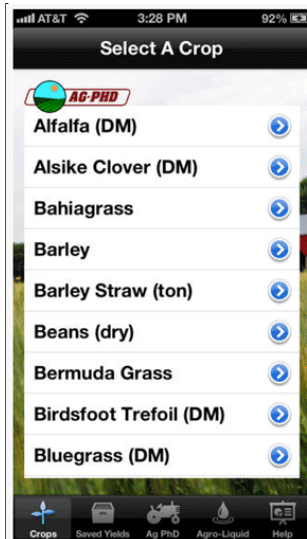 AT&T 3:28 PM 92%
Select A Crop
AG-PHD
Alfalfa (DM)
Alsike Clover (DM)
Bahiagrass
Barley
Barley Straw (ton)
Beans (dry)
Bermuda Grass
Birdsfoot Trefoil (DM)
Bluegrass (DM)
Crops Saved Yields Ag PhD Agro-Liquid Help